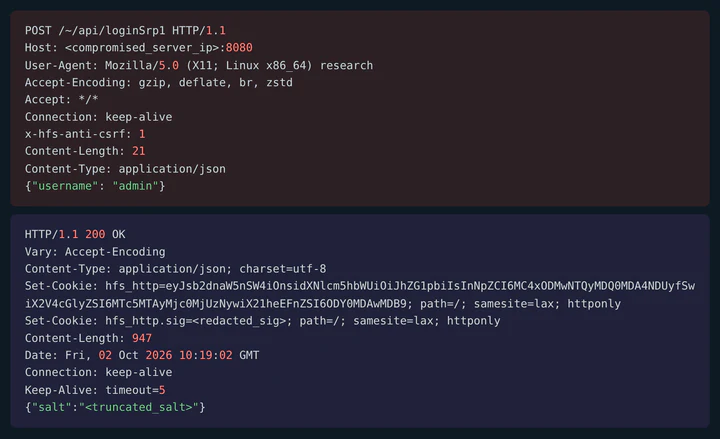 POST /~/api/loginSrp1 HTTP/1.1
Host: <compromised_server_ip>:8080
User-Agent: Mozilla/5.0 (X11; Linux x86_64) research
Accept-Encoding: gzip, deflate, br, zstd
Accept: */*
Connection: keep-alive
x-hfs-anti-csrf: 1
Content-Length: 21
Content-Type: application/json
{"username": "admin"}
HTTP/1.1 200 OK
Vary: Accept-Encoding
Content-Type: application/json; charset=utf-8
Set-Cookie: hfs_http=eyJsb2dnaW5nSW4iOnsidXNlcm5hbWUiOiJhZG1pbiIsInNpZCI6MC4xODMwNTQyMDQ0MDA4NDUyfSw
iX2V4cGlyZSI6MTc5MTAyMjc0MjUzNywiX21heEFnZSI6ODY0MDAwMDB9; path=/; samesite=lax; httponly
Set-Cookie: hfs_http.sig=<redacted_sig>; path=/; samesite=lax; httponly
Content-Length: 947
Date: Fri, 02 Oct 2026 10:19:02 GMT
Connection: keep-alive
Keep-Alive: timeout=5
{"salt":"<truncated_salt>"}